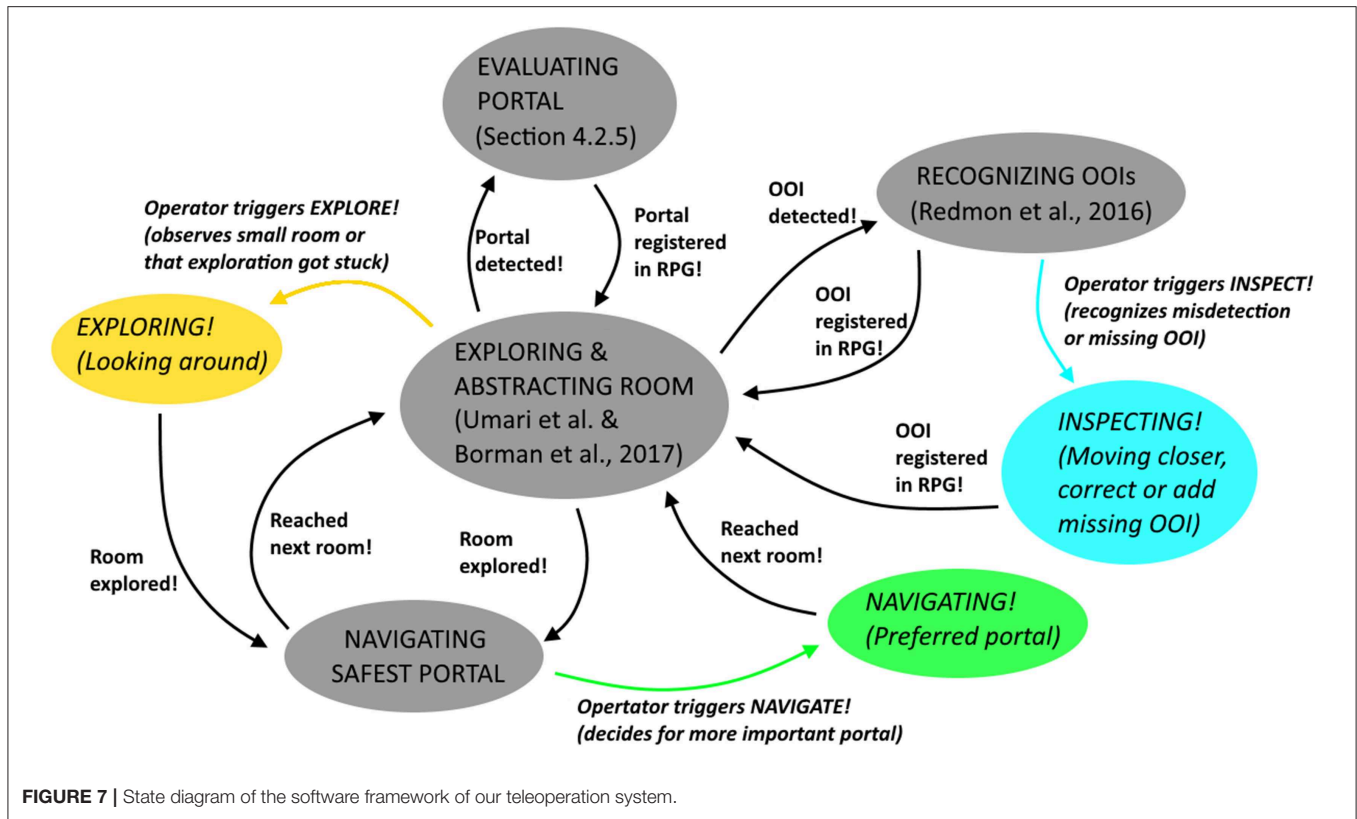 EVALUATING
PORTAL
(Section 4.2.5)
RECOGNIZING OOIs
(Redmon et al., 2016)
OOI
detected!
Operator triggers EXPLORE!
(observes small room or
that exploration got stuck)
Portal
detected!
Portal
registered
in RPG!
OOI
registered
in RPG!
Operator triggers INSPECT!
(recognizes misdetection
or missing OOI)
EXPLORING!
(Looking around)
EXPLORING &
ABSTRACTING ROOM
(Umari et al. &
Borman et al., 2017)
INSPECTING!
(Moving closer,
correct or add
missing OOI)
OOI
registered
in RPG!
Room
explored!
Reached
next room!
Room
explored!
Reached
next room!
NAVIGATING
SAFEST PORTAL
NAVIGATING!
(Preferred portal)
Opertator triggers NAVIGATE!
(decides for more important portal)
FIGURE 7 | State diagram of the software framework of our teleoperation system.